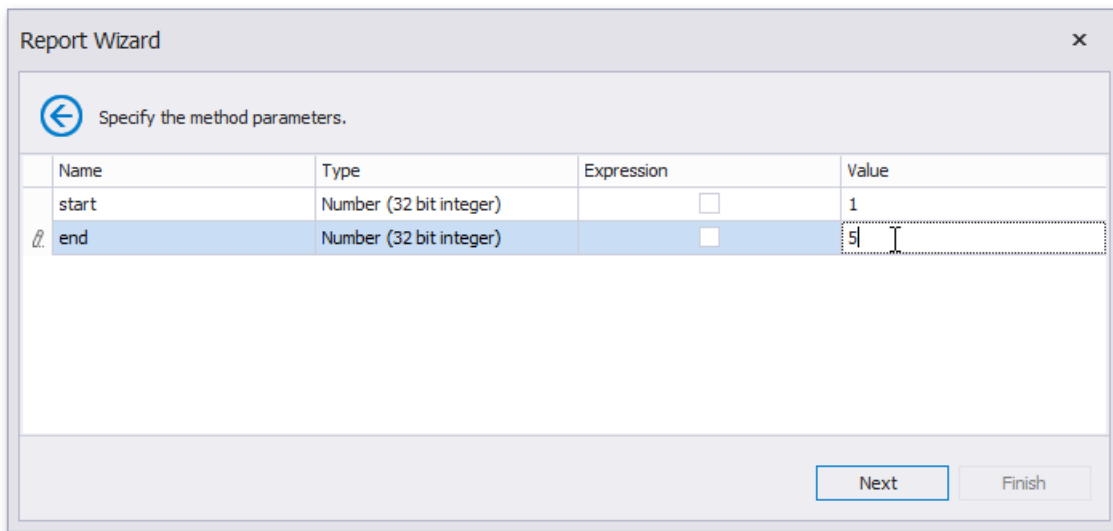 Report Wizard
Specify the method parameters.
Name Type Expression Value
start Number (32 bit integer) 1
end Number (32 bit integer) 5
Next Finish